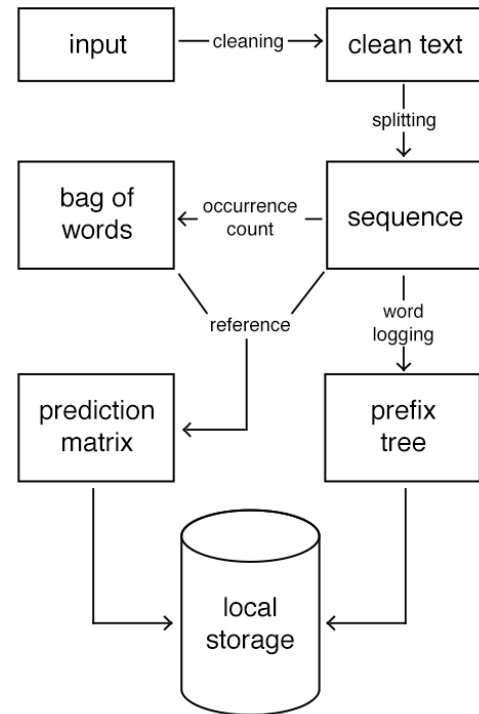 input
cleaning
clean text
splitting
bag of
words
occurrence
count
sequence
reference
word
logging
prediction
matrix
prefix
tree
local
storage